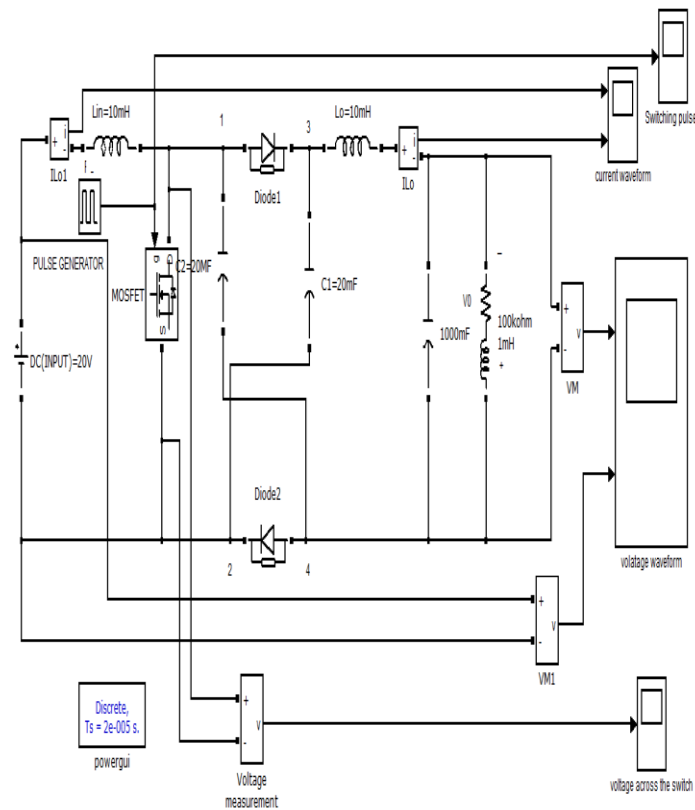 Switching pulse
Lin=10mH
1
3
Lo=10mH
i
+
-
ILo1
Diode1
i
+
-
ILo
current waveform
PULSE GENERATOR
g
D
S
MOSFET
C2=20MF
C1=20mF
DC(INPUT)=20V
1000mF
V0
100kohm
1mH
-
+
+
-
v
VM
volatage waveform
Diode2
2
4
+
-
v
VM1
Discrete,
Ts = 2e-005 s.
powergui
+
-
v
Voltage
measurement
voltage across the switch